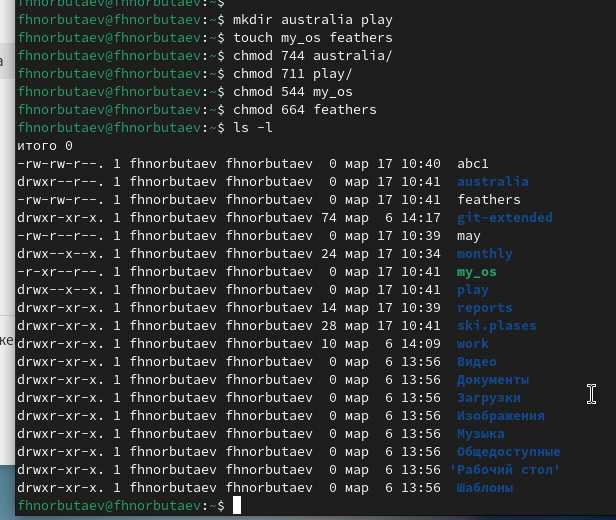 fhnorbutaev@fhnorbutaev:~$
fhnorbutaev@fhnorbutaev:~$ mkdir australia play
fhnorbutaev@fhnorbutaev:~$ touch my_os feathers
fhnorbutaev@fhnorbutaev:~$ chmod 744 australia/
fhnorbutaev@fhnorbutaev:~$ chmod 711 play/
fhnorbutaev@fhnorbutaev:~$ chmod 544 my_os
fhnorbutaev@fhnorbutaev:~$ chmod 664 feathers
fhnorbutaev@fhnorbutaev:~$ ls -l
итого 0
-rw-rw-r--. 1 fhnorbutaev fhnorbutaev  0 мар 17 10:40  abc1
drwxr--r--. 1 fhnorbutaev fhnorbutaev  0 мар 17 10:41  australia
-rw-rw-r--. 1 fhnorbutaev fhnorbutaev  0 мар 17 10:41  feathers
drwxr-xr-x. 1 fhnorbutaev fhnorbutaev 74 мар  6 14:17  git-extended
-rw-r--r--. 1 fhnorbutaev fhnorbutaev  0 мар 17 10:39  may
drwx--x--x. 1 fhnorbutaev fhnorbutaev 24 мар 17 10:34  monthly
-r-xr--r--. 1 fhnorbutaev fhnorbutaev  0 мар 17 10:41  my_os
drwx--x--x. 1 fhnorbutaev fhnorbutaev  0 мар 17 10:41  play
drwxr-xr-x. 1 fhnorbutaev fhnorbutaev 14 мар 17 10:39  reports
drwxr-xr-x. 1 fhnorbutaev fhnorbutaev 28 мар 17 10:41  ski.plases
drwxr-xr-x. 1 fhnorbutaev fhnorbutaev 10 мар  6 14:09  work
drwxr-xr-x. 1 fhnorbutaev fhnorbutaev  0 мар  6 13:56  Видео
drwxr-xr-x. 1 fhnorbutaev fhnorbutaev  0 мар  6 13:56  Документы
drwxr-xr-x. 1 fhnorbutaev fhnorbutaev  0 мар  6 13:56  Загрузки
drwxr-xr-x. 1 fhnorbutaev fhnorbutaev  0 мар  6 13:56  Изображения
drwxr-xr-x. 1 fhnorbutaev fhnorbutaev  0 мар  6 13:56  Музыка
drwxr-xr-x. 1 fhnorbutaev fhnorbutaev  0 мар  6 13:56  Общедоступные
drwxr-xr-x. 1 fhnorbutaev fhnorbutaev  0 мар  6 13:56 'Рабочий стол'
drwxr-xr-x. 1 fhnorbutaev fhnorbutaev  0 мар  6 13:56  Шаблоны
fhnorbutaev@fhnorbutaev:~$